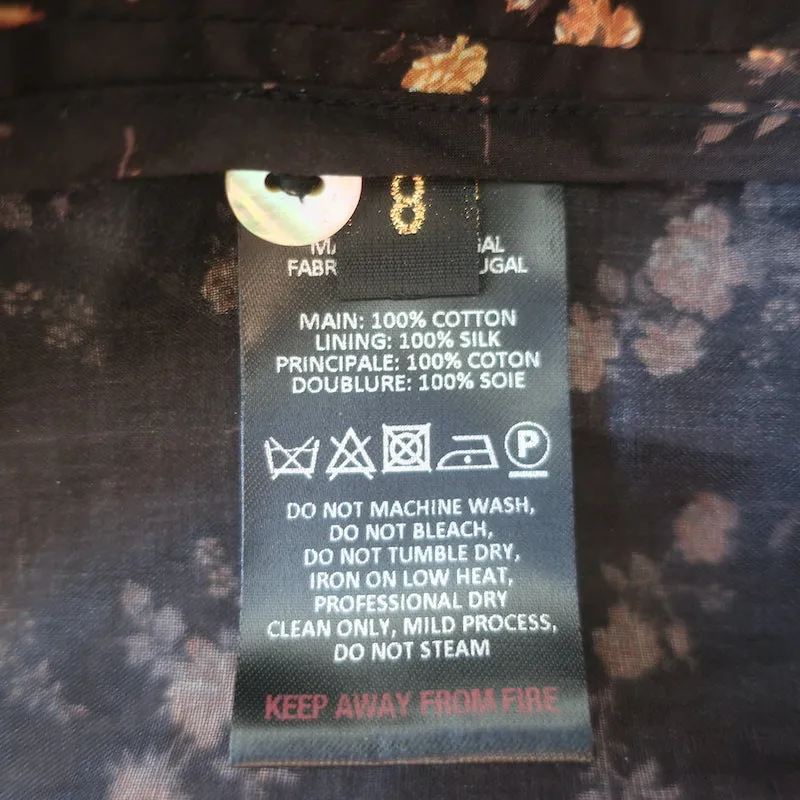 8
MAIN: 100% COTTON
LINING: 100% SILK
PRINCIPALE: 100% COTON
DOUBLURE: 100% SOIE
P
DO NOT MACHINE WASH,
DO NOT BLEACH,
DO NOT TUMBLE DRY,
IRON ON LOW HEAT,
PROFESSIONAL DRY
CLEAN ONLY, MILD PROCESS,
DO NOT STEAM
KEEP AWAY FROM FIRE